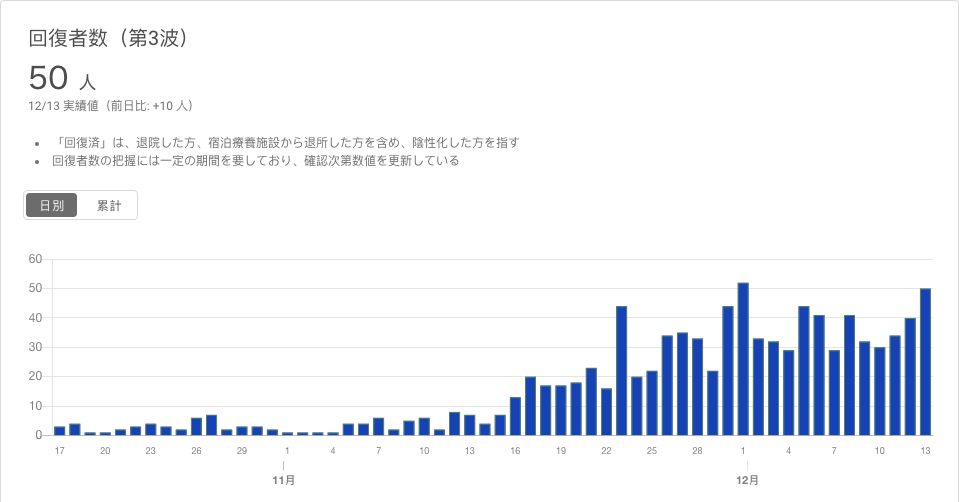 回復者数（第3波）
50 人
12/13 実績値（前日比: +10 人）
• 「回復済」は、退院した方、宿泊療養施設から退所した方を含め、陰性化した方を指す
• 回復者数の把握には一定の期間を要しており、確認次第数値を更新している
日別 累計
60
50
40
30
20
10
0
17 20 23 26 29 1 4 7 10 13 16 19 22 25 28 1 4 7 10 13
11月 12月